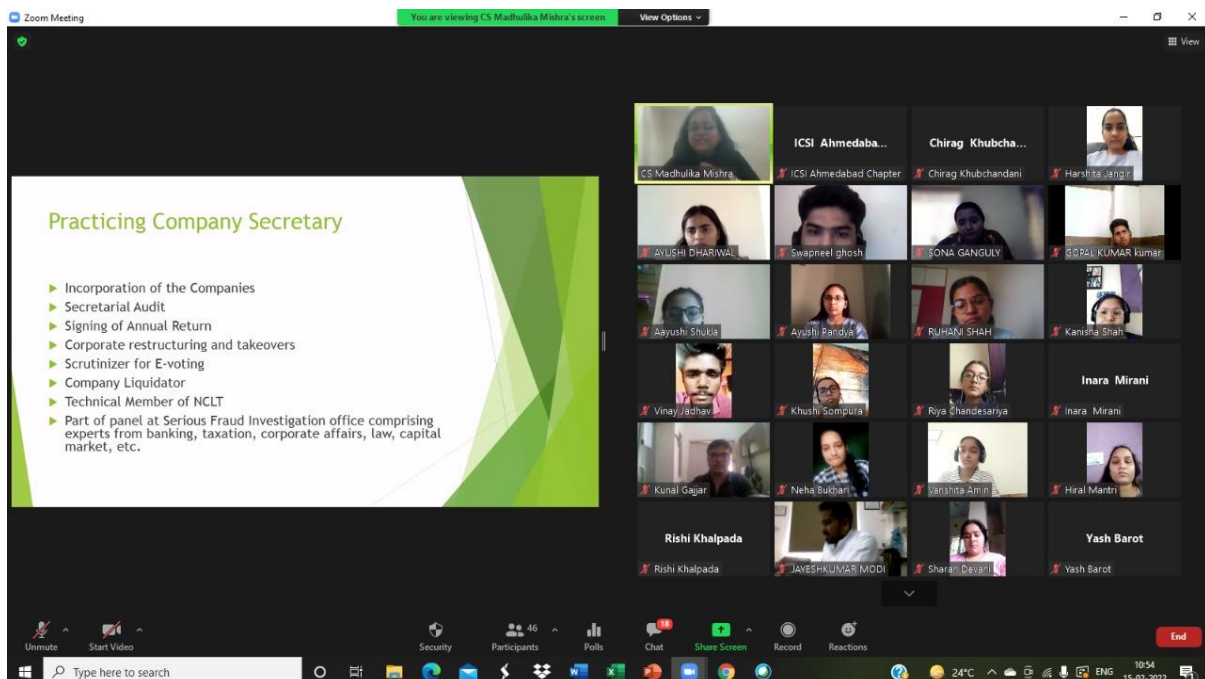 Zoom Meeting
You are viewing CS Madhulika Mishra's screen
View Options
View
Practicing Company Secretary
Incorporation of the Companies
Secretarial Audit
Signing of Annual Return
Corporate restructuring and takeovers
Scrutinizer for E-voting
Company Liquidator
Technical Member of NCLT
Part of panel at Serious Fraud Investigation office comprising
experts from banking, taxation, corporate affairs, law, capital
market, etc.
CS Madhulika Mishra
ICSI Ahmedaba...
ICSI Ahmedabad Chapter
Chirag Khubcha...
Chirag Khubchandani
Harshita Jangir
AYUSHI DHARIWAL
Swapneel ghosh
SONA GANGULY
GOPAL KUMAR kumar
Aayushi Shukla
Ayushi Pandya
RUHANI SHAH
Kanisha Shah
Vinay Jadhav
Khushi Sompura
Riya Chandesariya
Inara Mirani
Inara Mirani
Kunal Gajjar
Neha Bukhari
Vanshita Amin
Hiral Mantri
Rishi Khalpada
Rishi Khalpada
JAYESHKUMAR MODI
Sharan Devani
Yash Barot
Yash Barot
Unmute
Start Video
Security
46
Participants
Polls
18
Chat
Share Screen
Record
Reactions
End
Type here to search
24°C
ENG
10:54
15-02-2022